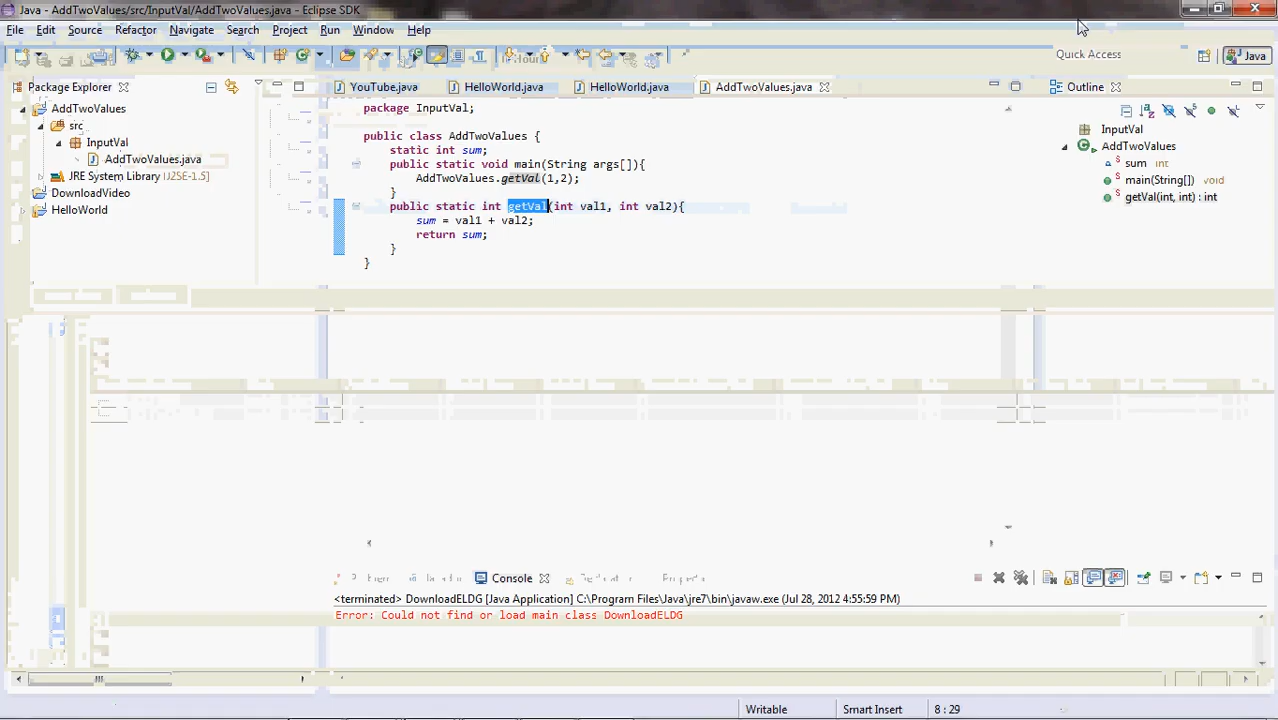 Java - AddTwoValues/src/InputVal/AddTwoValues.java - Eclipse SDK
File Edit Source Refactor Navigate Search Project Run Window Help
Quick Access
Java
Package Explorer
AddTwoValues
src
InputVal
AddTwoValues.java
JRE System Library [J2SE-1.5]
DownloadVideo
HelloWorld
YouTube.java HelloWorld.java HelloWorld.java AddTwoValues.java
package InputVal;
public class AddTwoValues {
static int sum;
public static void main(String args[]){
AddTwoValues.getVal(1,2);
}
public static int getVal(int val1, int val2){
sum = val1 + val2;
return sum;
}
}
Outline
InputVal
AddTwoValues
sum int
main(String[]) void
getVal(int, int) : int
Console
<terminated> DownloadELDG [Java Application] C:\Program Files\Java\jre7\bin\javaw.exe (Jul 28, 2012 4:55:59 PM)
Error: Could not find or load main class DownloadELDG
Writable Smart Insert 8 : 29